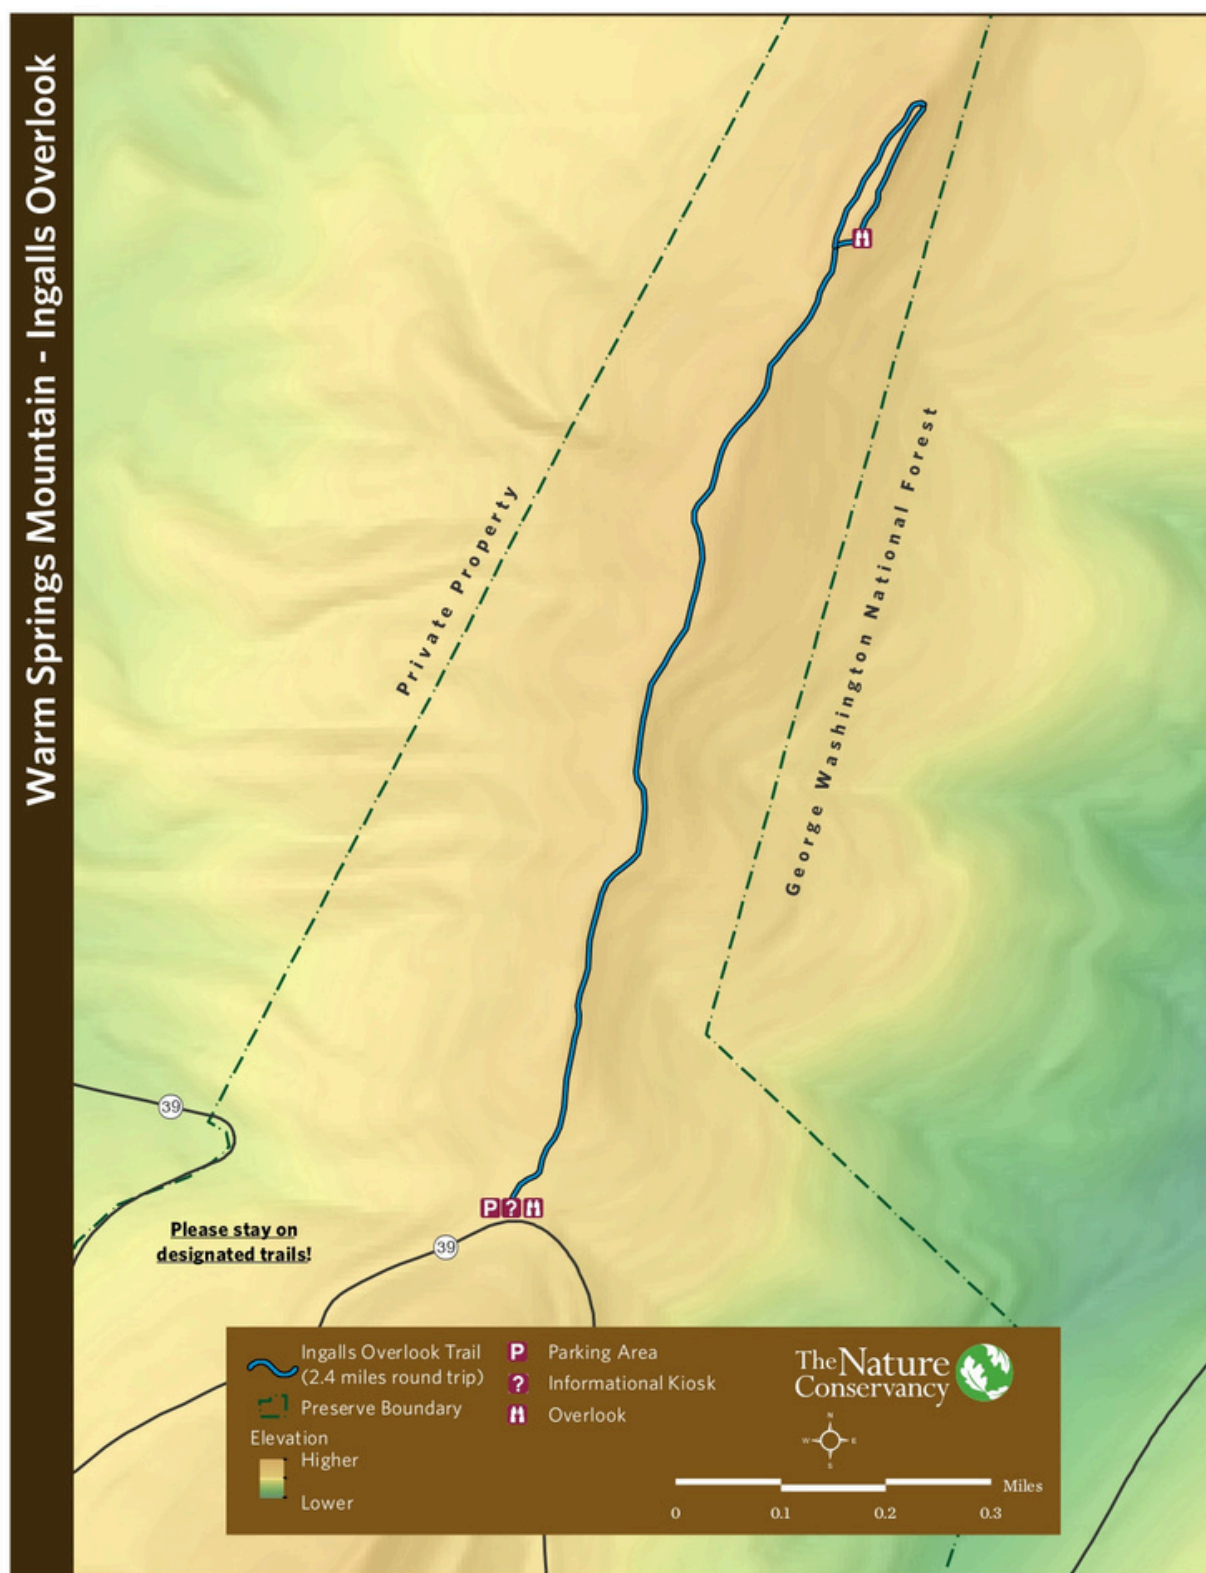 Warm Springs Mountain - Ingalls Overlook
Private Property
George Washington National Forest
39
Please stay on
designated trails!
P ?
39
Ingalls Overlook Trail
(2.4 miles round trip)
Preserve Boundary
Elevation
Higher
Lower
P Parking Area
? Informational Kiosk
Overlook
The Nature
Conservancy
N
W E
S
Miles
0 0.1 0.2 0.3